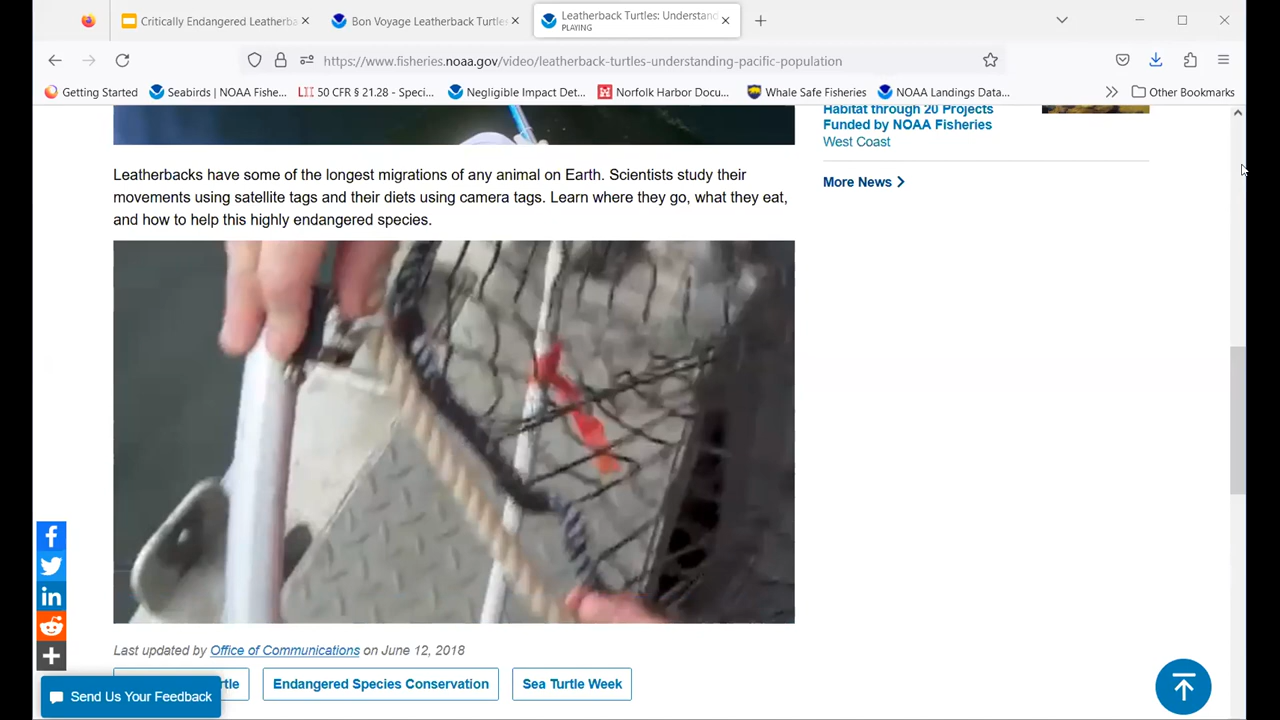 Critically Endangered Leatherba
Bon Voyage Leatherback Turtles
Leatherback Turtles: Understand
PLAYING
https://www.fisheries.noaa.gov/video/leatherback-turtles-understanding-pacific-population
Getting Started
Seabirds | NOAA Fishe...
LII 50 CFR § 21.28 - Speci...
Negligible Impact Det...
Norfolk Harbor Docu...
Whale Safe Fisheries
NOAA Landings Data...
Other Bookmarks
Habitat through 20 Projects
Funded by NOAA Fisheries
West Coast
More News
Leatherbacks have some of the longest migrations of any animal on Earth. Scientists study their
movements using satellite tags and their diets using camera tags. Learn where they go, what they eat,
and how to help this highly endangered species.
Last updated by Office of Communications on June 12, 2018
rtle
Endangered Species Conservation
Sea Turtle Week
Send Us Your Feedback